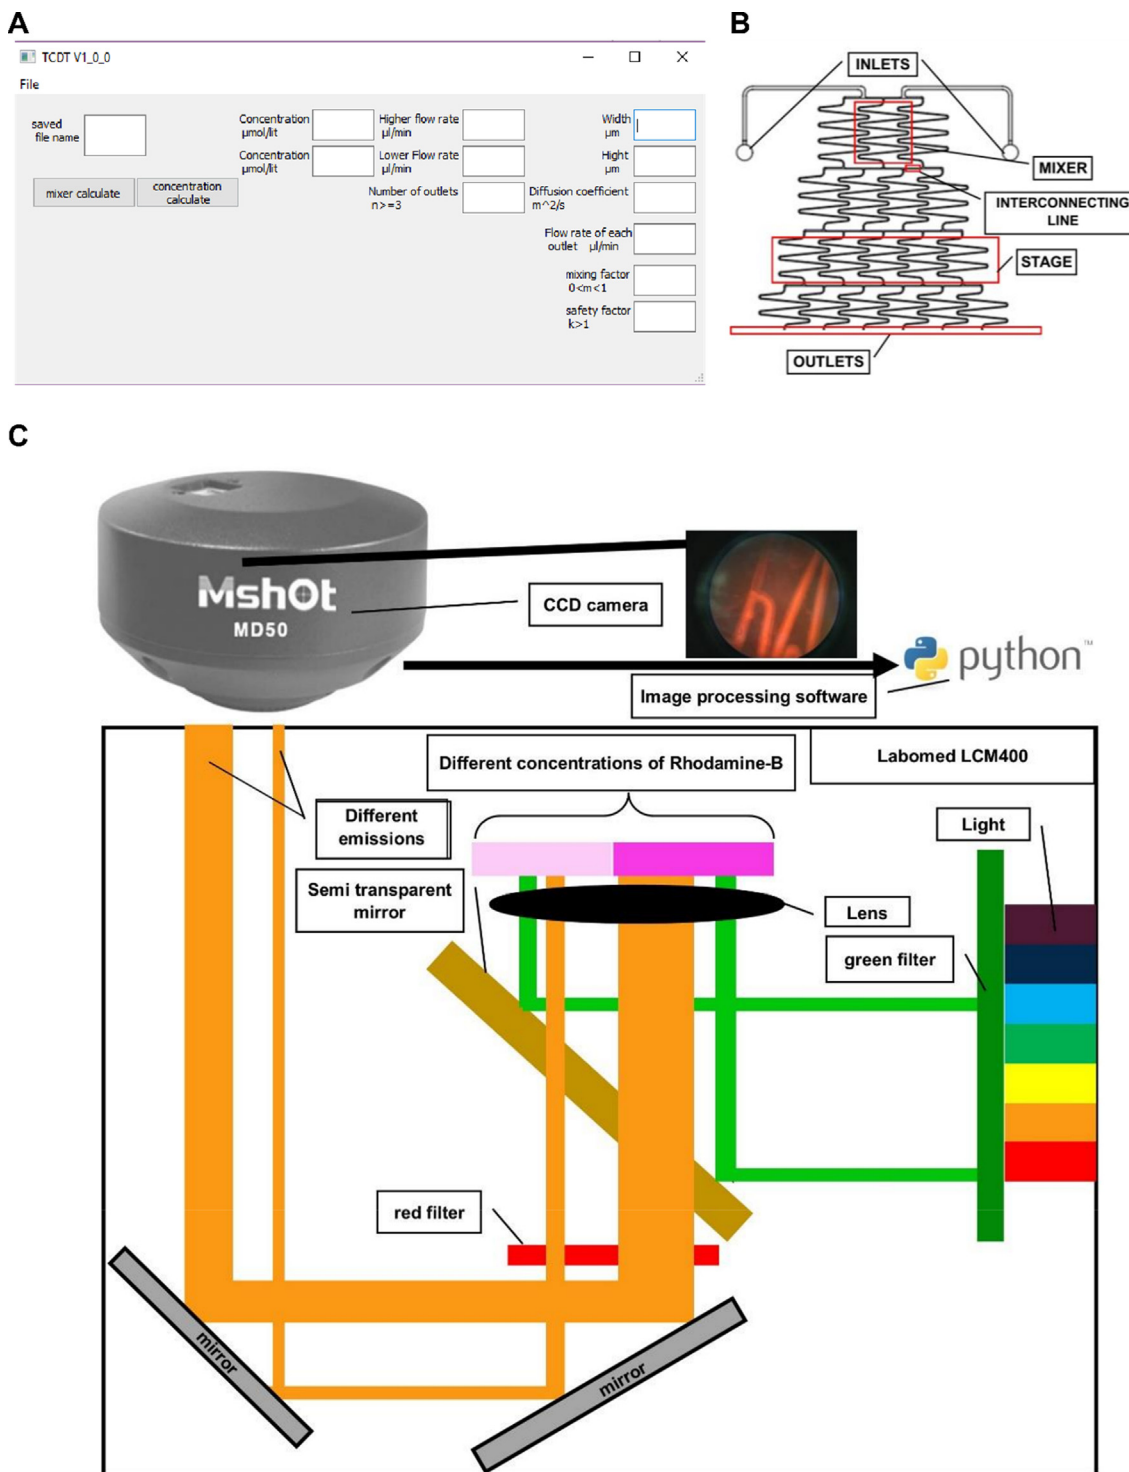 A
TCDT V1_0_0
File
saved
file name
Concentration
µmol/lit
Higher flow rate
µl/min
Width
µm
Concentration
µmol/lit
Lower Flow rate
µl/min
Hight
µm
mixer calculate
concentration
calculate
Number of outlets
n>=3
Diffusion coefficient
m^2/s
Flow rate of each
outlet µl/min
mixing factor
0<m<1
safety factor
k>1
B
INLETS
MIXER
INTERCONNECTING
LINE
STAGE
OUTLETS
C
MshOt
MD50
CCD camera
python™
Image processing software
Different concentrations of Rhodamine-B
Labomed LCM400
Different
emissions
Light
Semi transparent
mirror
Lens
green filter
red filter
mirror
mirror